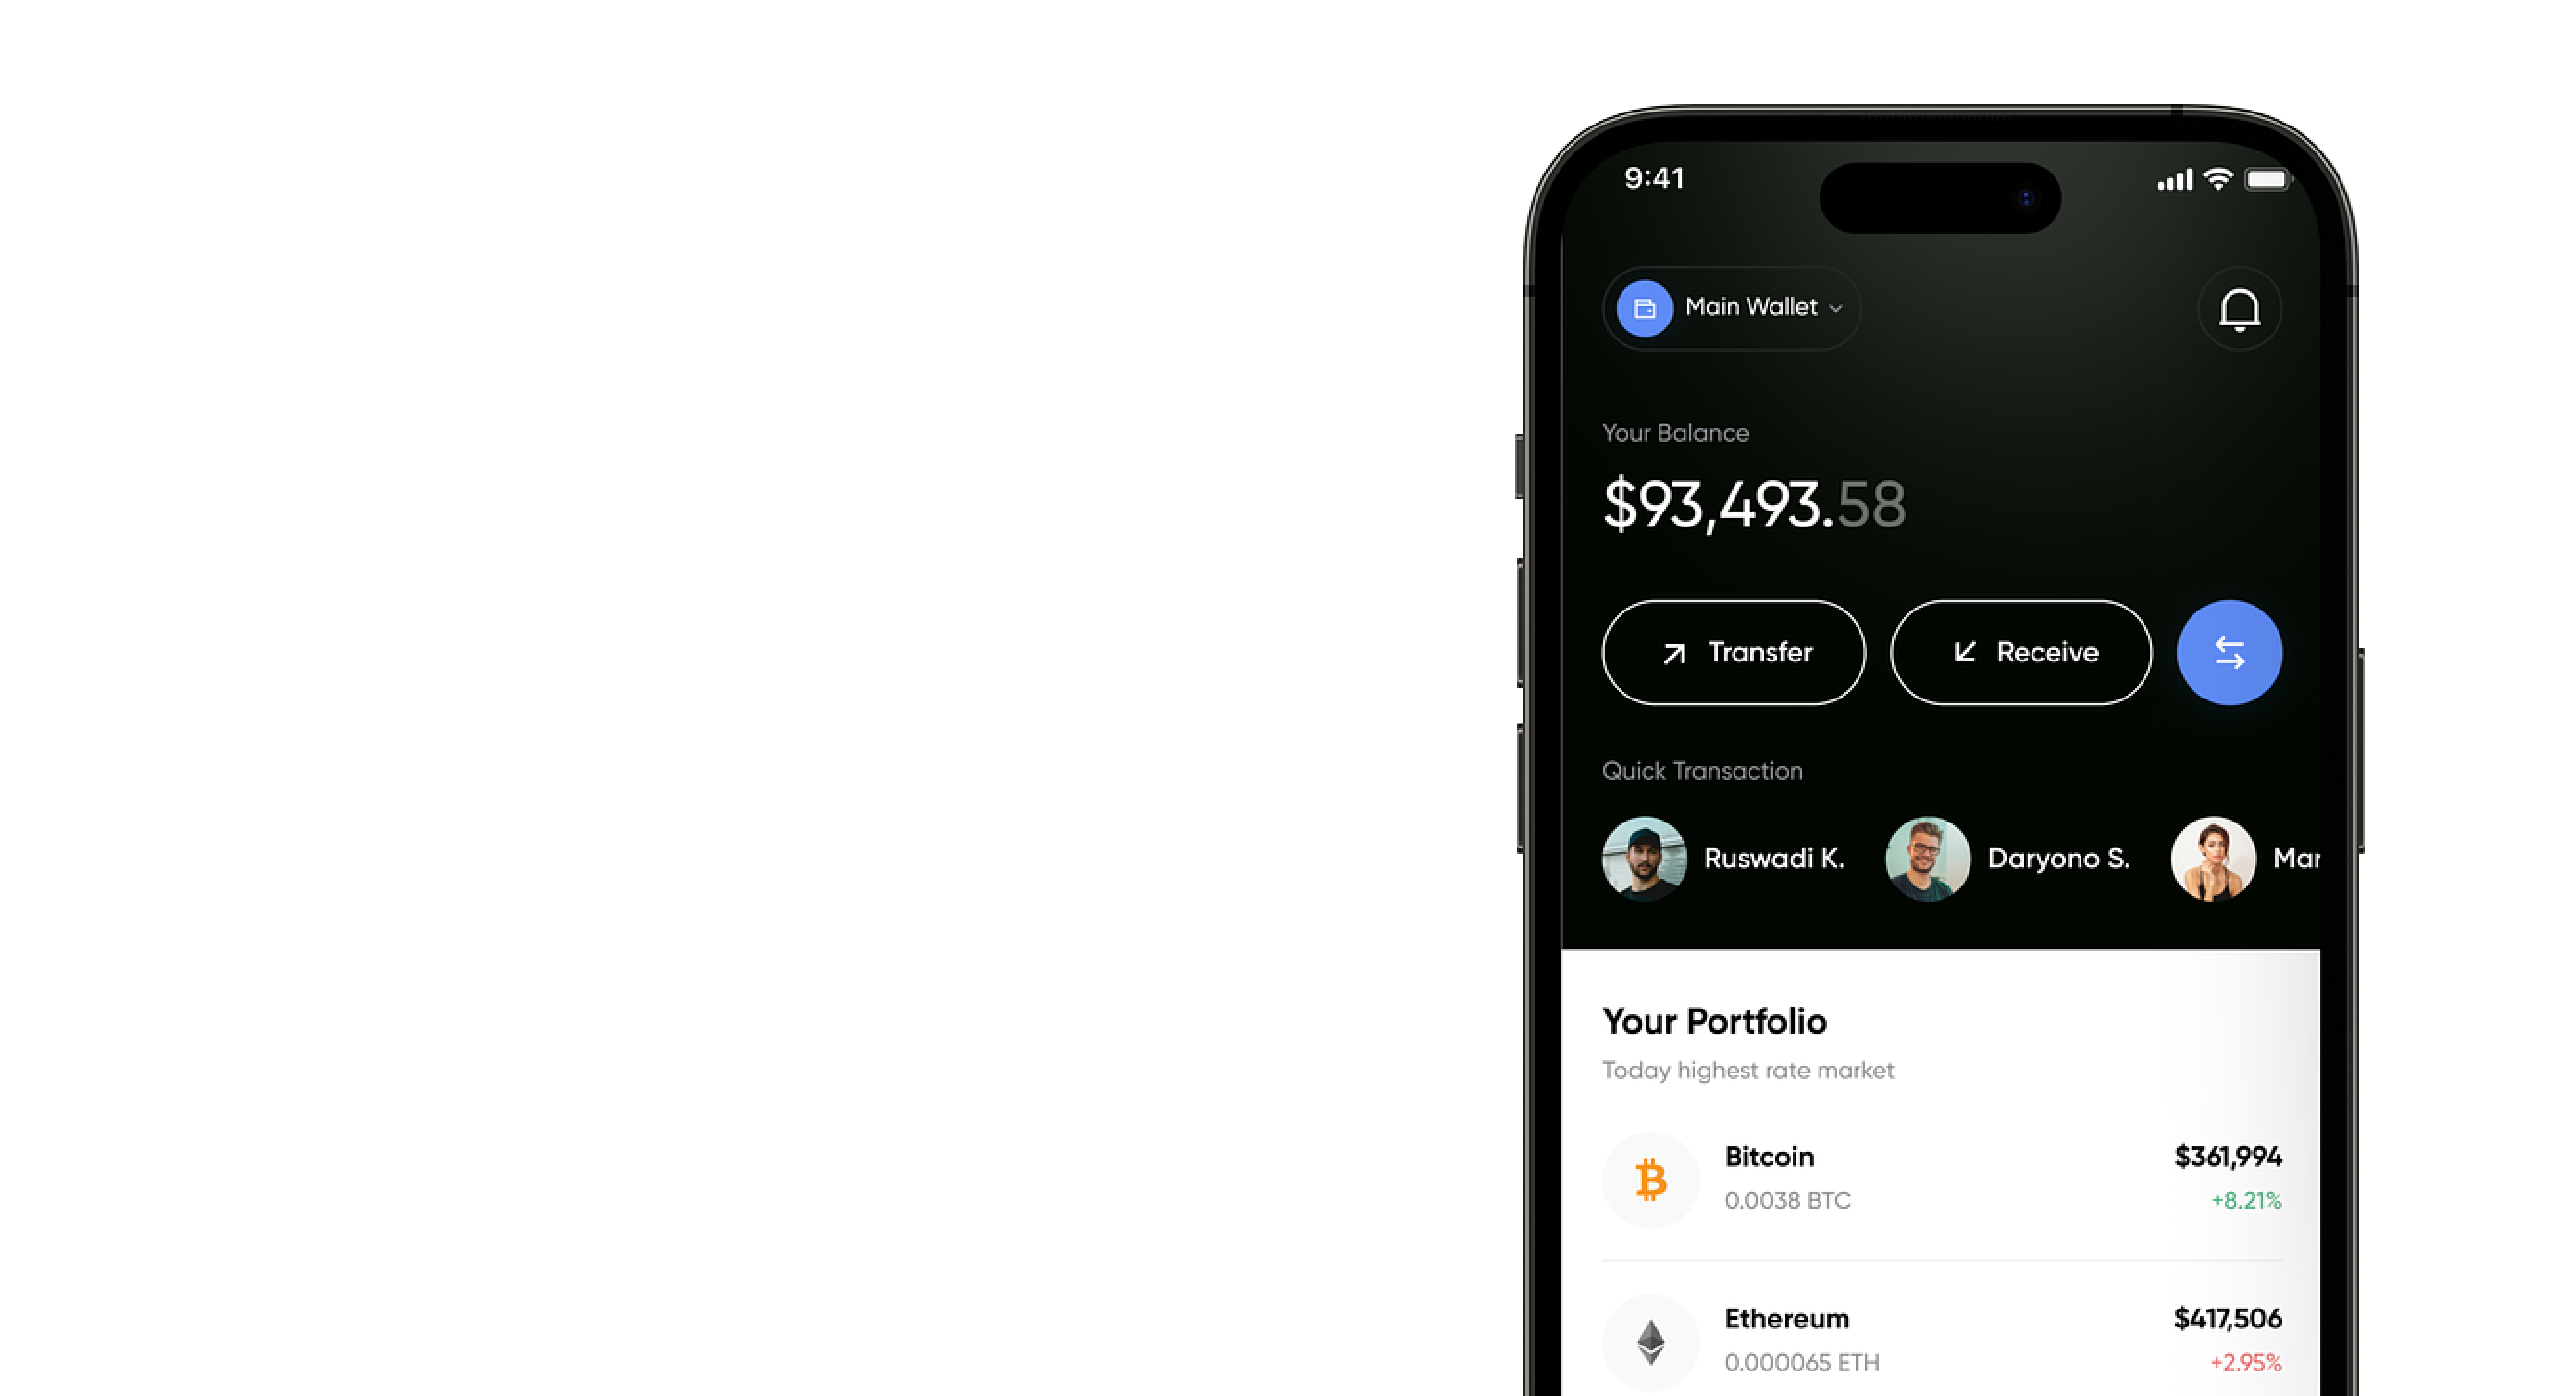 9:41
Main Wallet
Your Balance
$93,493.58
Transfer
Receive
Quick Transaction
Ruswadi K.
Daryono S.
Mar
Your Portfolio
Today highest rate market
Bitcoin
$361,994
0.0038 BTC
+8.21%
Ethereum
$417,506
0.000065 ETH
+2.95%